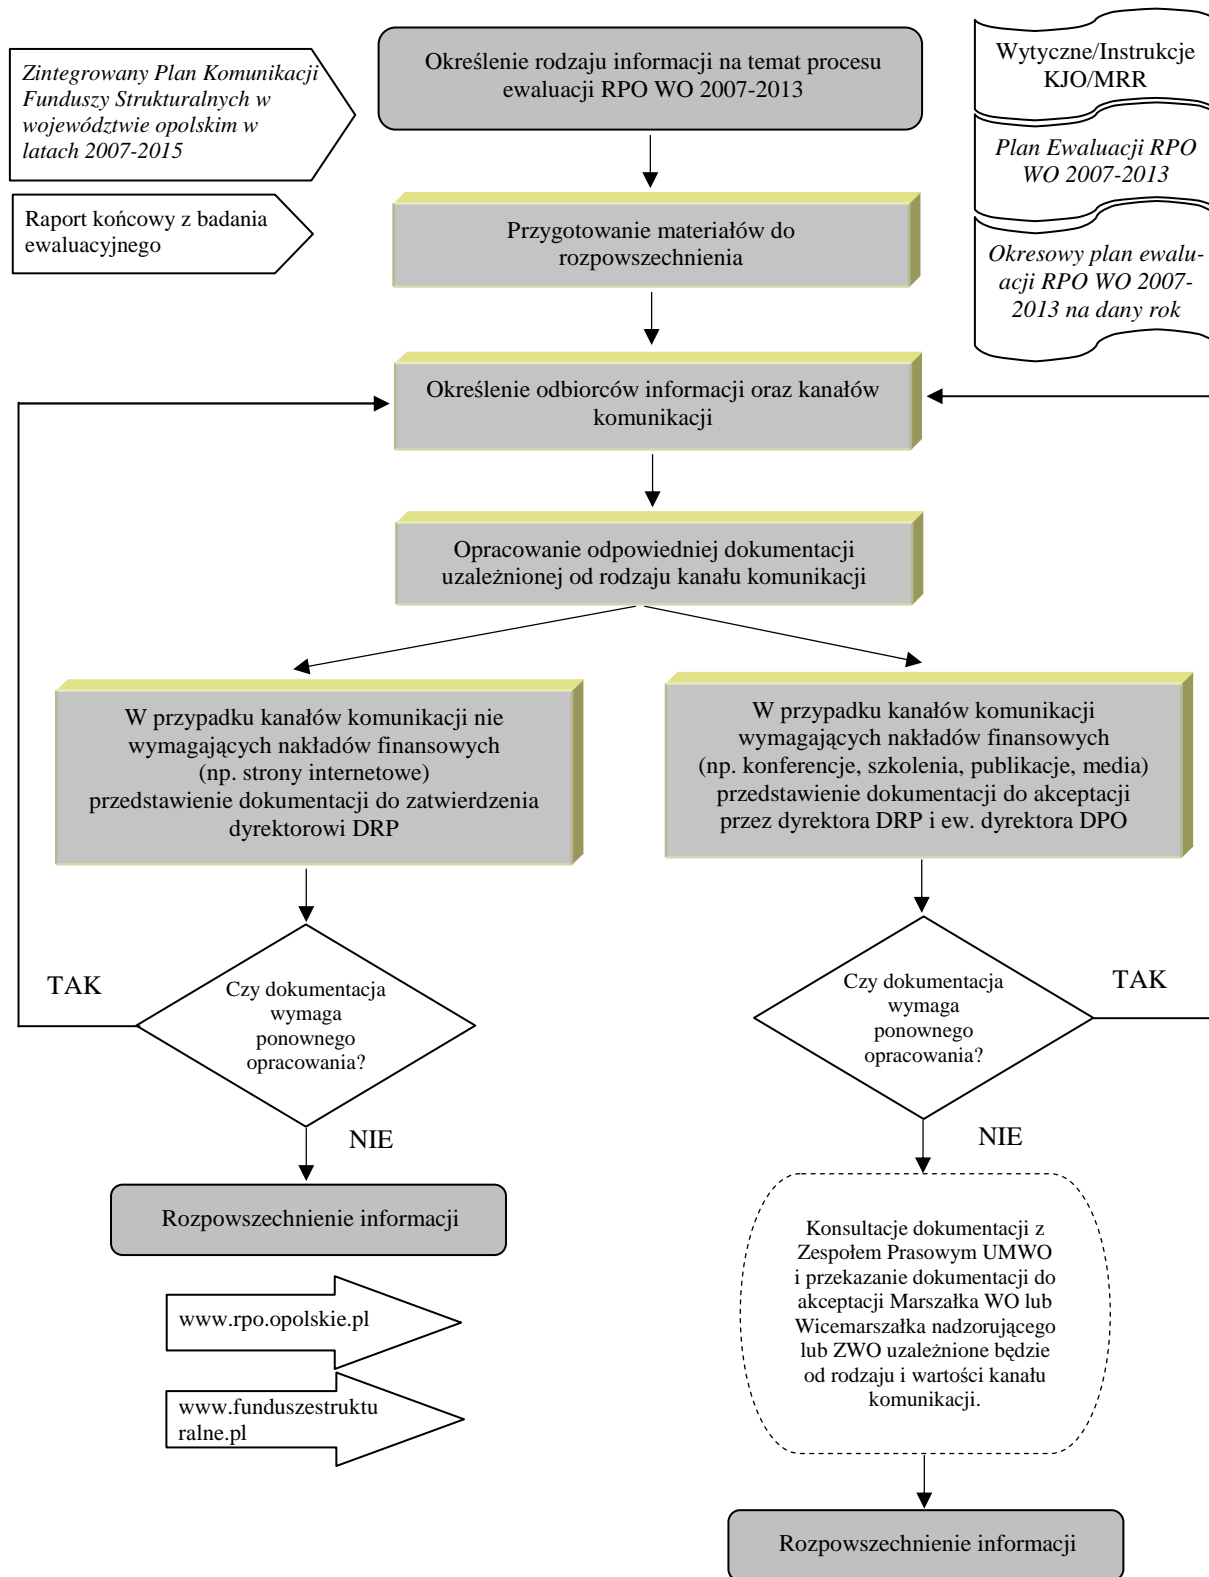 Zintegrowany Plan Komunikacji
Funduszy Strukturalnych w
województwie opolskim w
latach 2007-2015
Raport końcowy z badania
ewaluacyjnego
Określenie rodzaju informacji na temat procesu
ewaluacji RPO WO 2007-2013
Wytyczne/Instrukcje
KJO/MRR
Plan Ewaluacji RPO
WO 2007-2013
Okresowy plan ewalu-
acji RPO WO 2007-
2013 na dany rok
Przygotowanie materiałów do
rozpowszechnienia
Określenie odbiorców informacji oraz kanałów
komunikacji
Opracowanie odpowiedniej dokumentacji
uzależnionej od rodzaju kanału komunikacji
W przypadku kanałów komunikacji nie
wymagających nakładów finansowych
(np. strony internetowe)
przedstawienie dokumentacji do zatwierdzenia
dyrektorowi DRP
W przypadku kanałów komunikacji
wymagających nakładów finansowych
(np. konferencje, szkolenia, publikacje, media)
przedstawienie dokumentacji do akceptacji
przez dyrektora DRP i ew. dyrektora DPO
TAK
Czy dokumentacja
wymaga
ponownego
opracowania?
NIE
Czy dokumentacja
wymaga
ponownego
opracowania?
TAK
NIE
Rozpowszechnienie informacji
www.rpo.opolskie.pl
www.funduszestruktu
ralne.pl
Konsultacje dokumentacji z
Zespołem Prasowym UMWO
i przekazanie dokumentacji do
akceptacji Marszałka WO lub
Wicemarszałka nadzorującego
lub ZWO uzależnione będzie
od rodzaju i wartości kanału
komunikacji.
Rozpowszechnienie informacji